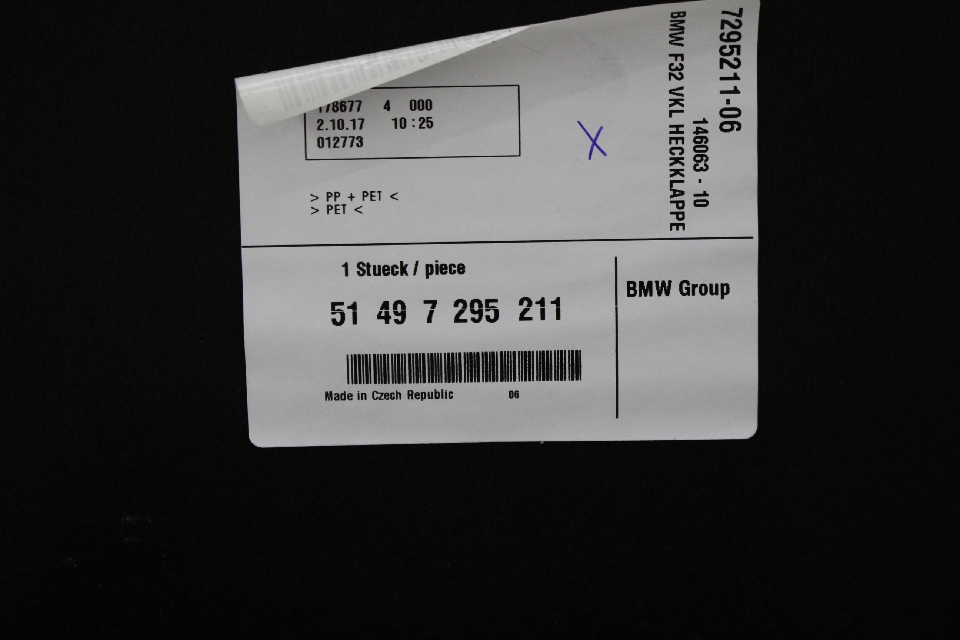 178677 4 000
2.10.17 10:25
012773
> PP + PET <
> PET <
7295211-06
146063 - 10
BMW F32 VKL HECKKLAPPE
1 Stueck / piece
51 49 7 295 211
BMW Group
Made in Czech Republic 06
X